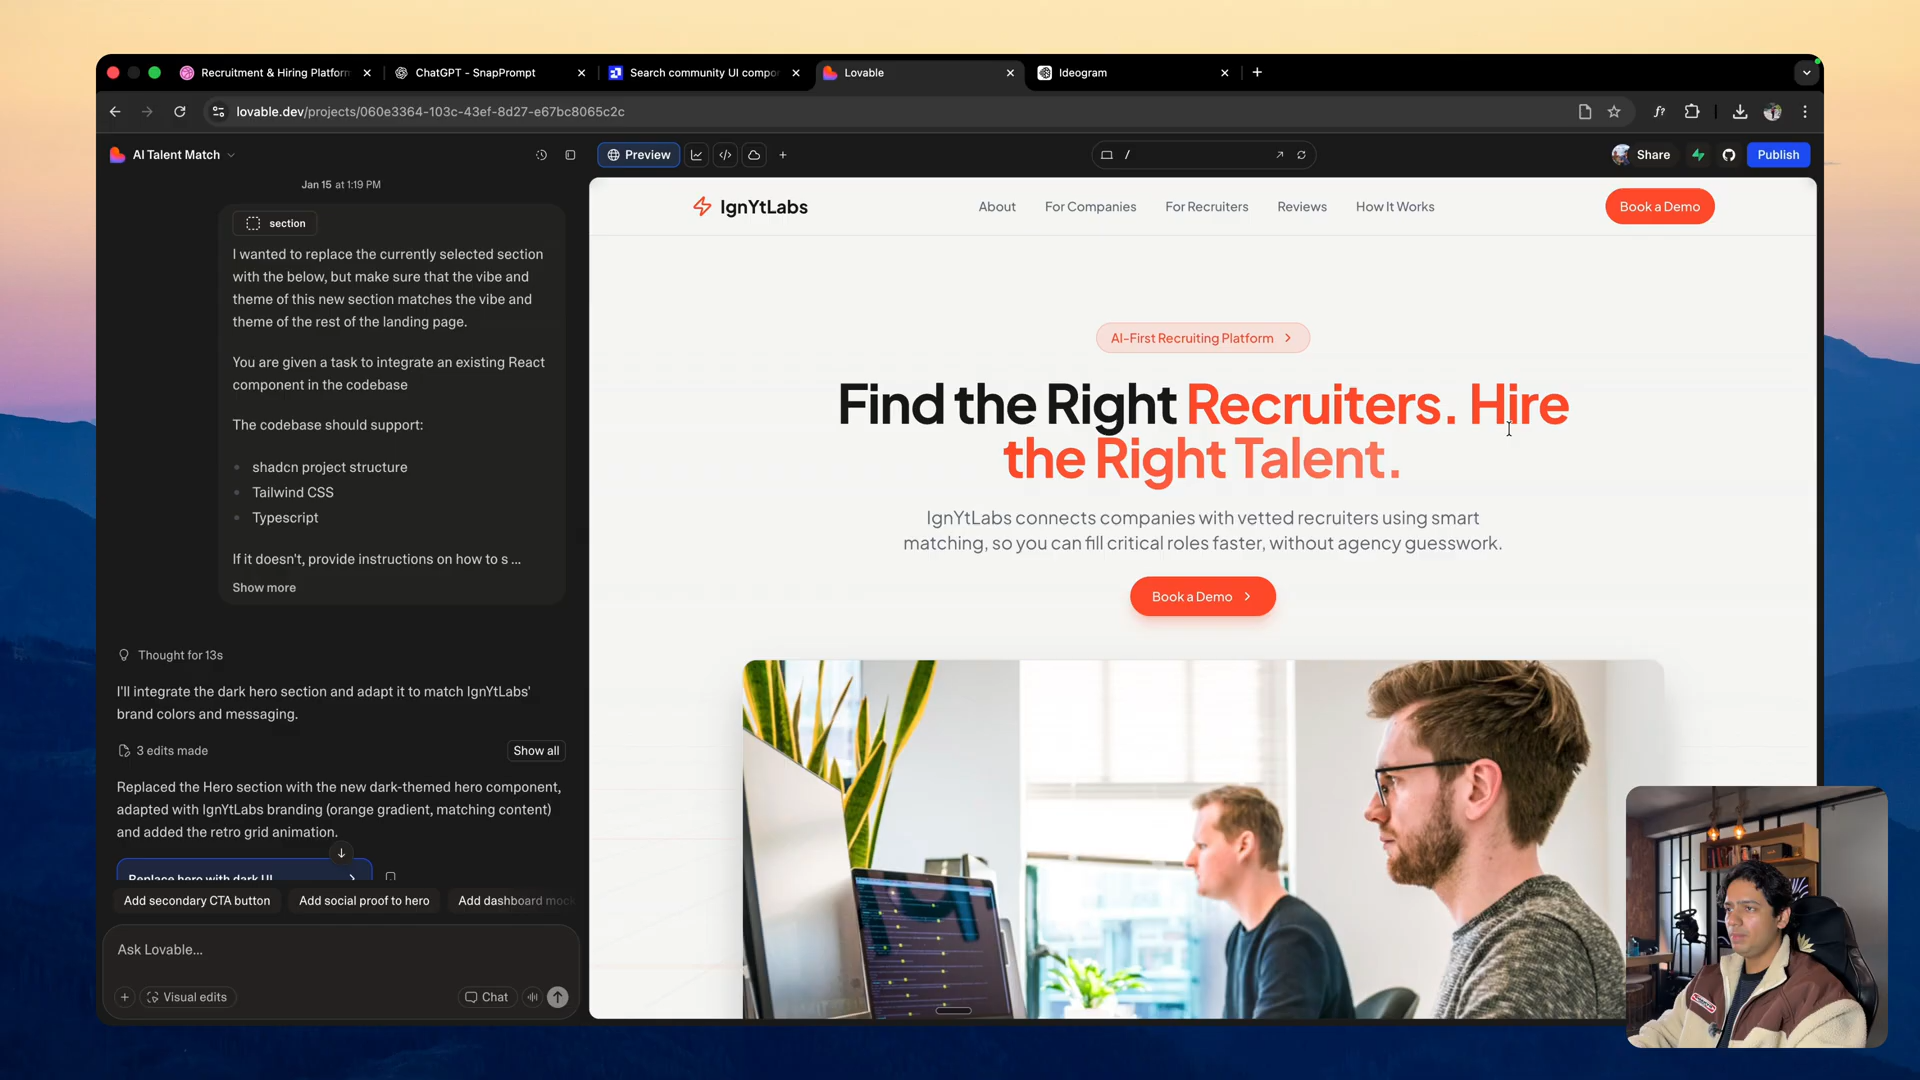 Recruitment & Hiring Platform
ChatGPT - SnapPrompt
Search community UI compo
Lovable
Ideogram
lovable.dev/projects/060e3364-103c-43ef-8d27-e67bc8065c2c
f?
AI Talent Match
Preview
/
Share
Publish
Jan 15 at 1:19 PM
section
I wanted to replace the currently selected section
with the below, but make sure that the vibe and
theme of this new section matches the vibe and
theme of the rest of the landing page.
You are given a task to integrate an existing React
component in the codebase
The codebase should support:
shadcn project structure
Tailwind CSS
Typescript
If it doesn't, provide instructions on how to s ...
Show more
Thought for 13s
I'll integrate the dark hero section and adapt it to match IgnYtLabs'
brand colors and messaging.
3 edits made
Show all
Replaced the Hero section with the new dark-themed hero component,
adapted with IgnYtLabs branding (orange gradient, matching content)
and added the retro grid animation.
Replace hero with dark UI
Add secondary CTA button
Add social proof to hero
Add dashboard mock
Ask Lovable...
Visual edits
Chat
IgnYtLabs
About
For Companies
For Recruiters
Reviews
How It Works
Book a Demo
AI-First Recruiting Platform
Find the Right Recruiters. Hire
the Right Talent.
IgnYtLabs connects companies with vetted recruiters using smart
matching, so you can fill critical roles faster, without agency guesswork.
Book a Demo